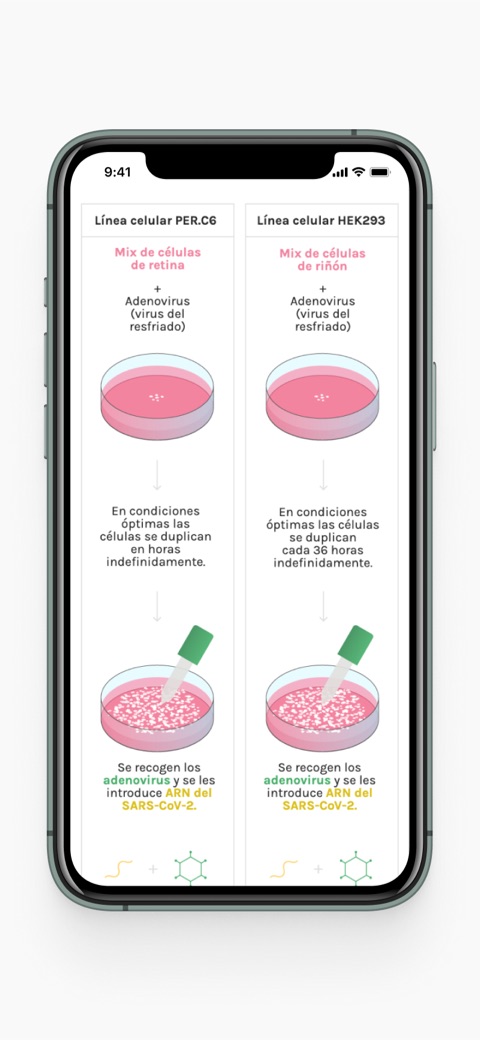 9:41
Línea celular PER.C6
Mix de células
de retina
+
Adenovirus
(virus del
resfriado)
En condiciones
óptimas las
células se duplican
en horas
indefinidamente.
Se recogen los
adenovirus y se les
introduce ARN del
SARS-CoV-2.
+
Línea celular HEK293
Mix de células
de riñón
+
Adenovirus
(virus del
resfriado)
En condiciones
óptimas las células
se duplican
cada 36 horas
indefinidamente.
Se recogen los
adenovirus y se les
introduce ARN del
SARS-CoV-2.
+